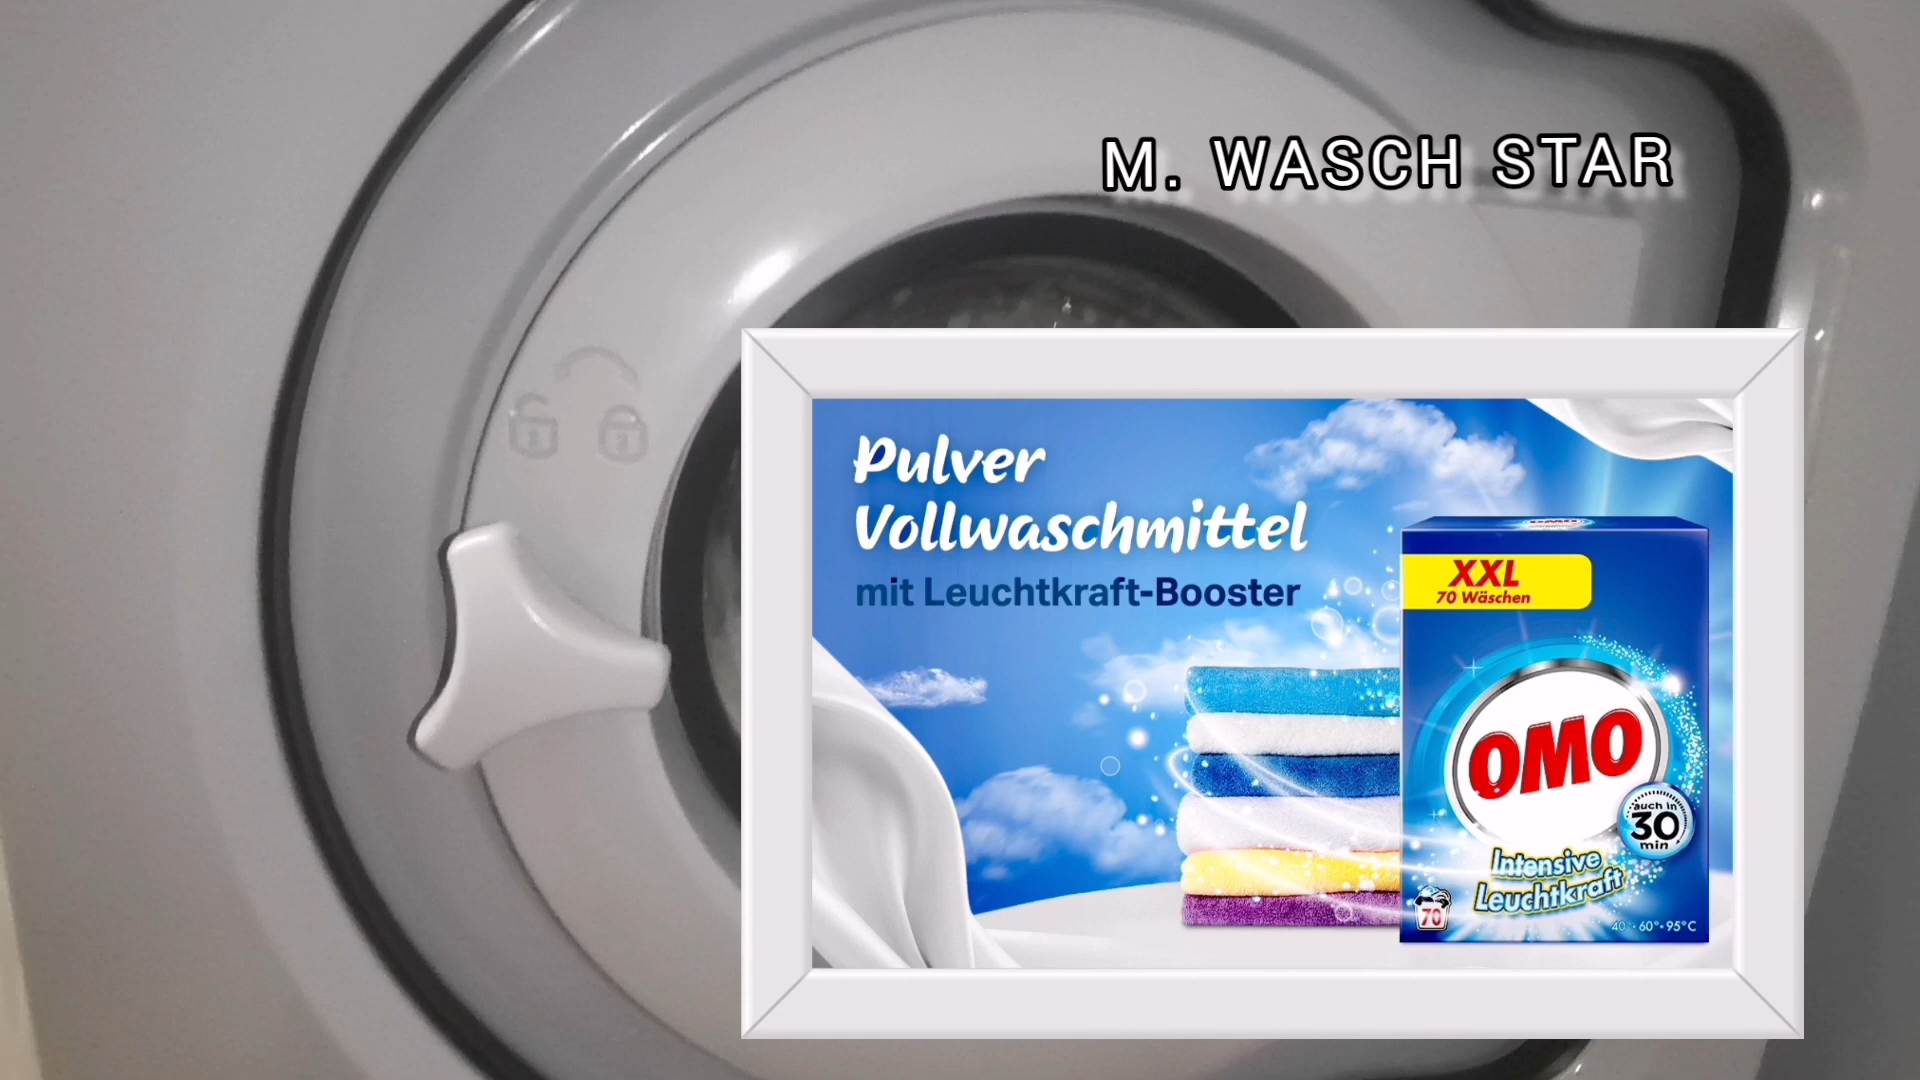 M. WASCH STAR
Pulver
Vollwaschmittel
mit Leuchtkraft-Booster
OMO
XXL
70 Wäschen
OMO
auch in
30
min
Intensive
Leuchtkraft
70
40°·60°·95°C